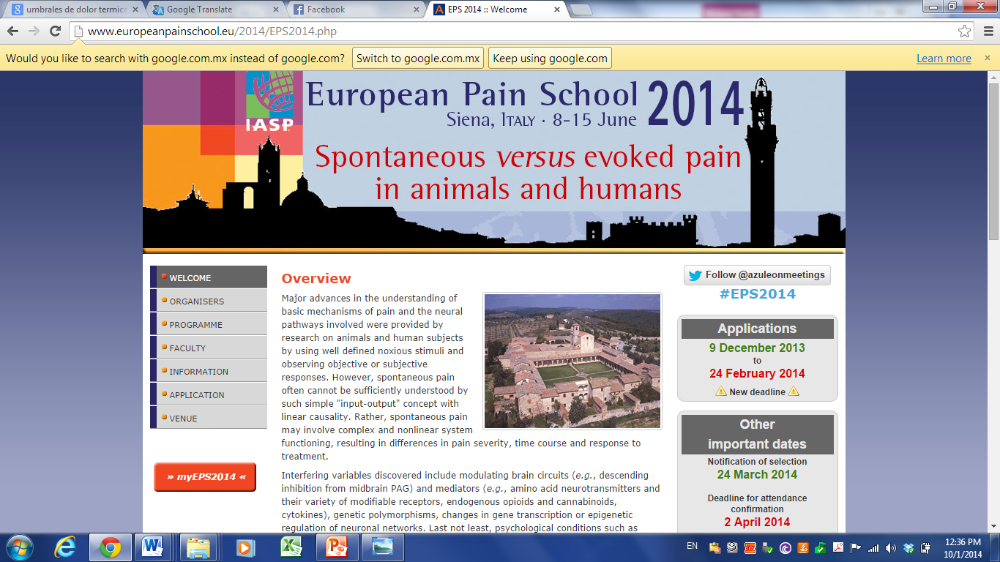 umbrales de dolor termico
Google Translate
Facebook
EPS 2014 :: Welcome
www.europeanpainschool.eu/2014/EPS2014.php
Would you like to search with google.com.mx instead of google.com?
Switch to google.com.mx
Keep using google.com
Learn more
IASP
European Pain School 2014
Siena, Italy · 8-15 June
Spontaneous versus evoked pain
in animals and humans
WELCOME
ORGANISERS
PROGRAMME
FACULTY
INFORMATION
APPLICATION
VENUE
» myEPS2014 «
Overview
Major advances in the understanding of
basic mechanisms of pain and the neural
pathways involved were provided by
research on animals and human subjects
by using well defined noxious stimuli and
observing objective or subjective
responses. However, spontaneous pain
often cannot be sufficiently understood by
such simple "input-output" concept with
linear causality. Rather, spontaneous pain
may involve complex and nonlinear system
functioning, resulting in differences in pain severity, time course and response to
treatment.
Interfering variables discovered include modulating brain circuits (e.g., descending
inhibition from midbrain PAG) and mediators (e.g., amino acid neurotransmitters and
their variety of modifiable receptors, endogenous opioids and cannabinoids,
cytokines), genetic polymorphisms, changes in gene transcription or epigenetic
regulation of neuronal networks. Last not least, psychological conditions such as
Follow @azuleonmeetings
#EPS2014
Applications
9 December 2013
to
24 February 2014
New deadline
Other
important dates
Notification of selection
24 March 2014
Deadline for attendance
confirmation
2 April 2014
EN
12:36 PM
10/1/2014